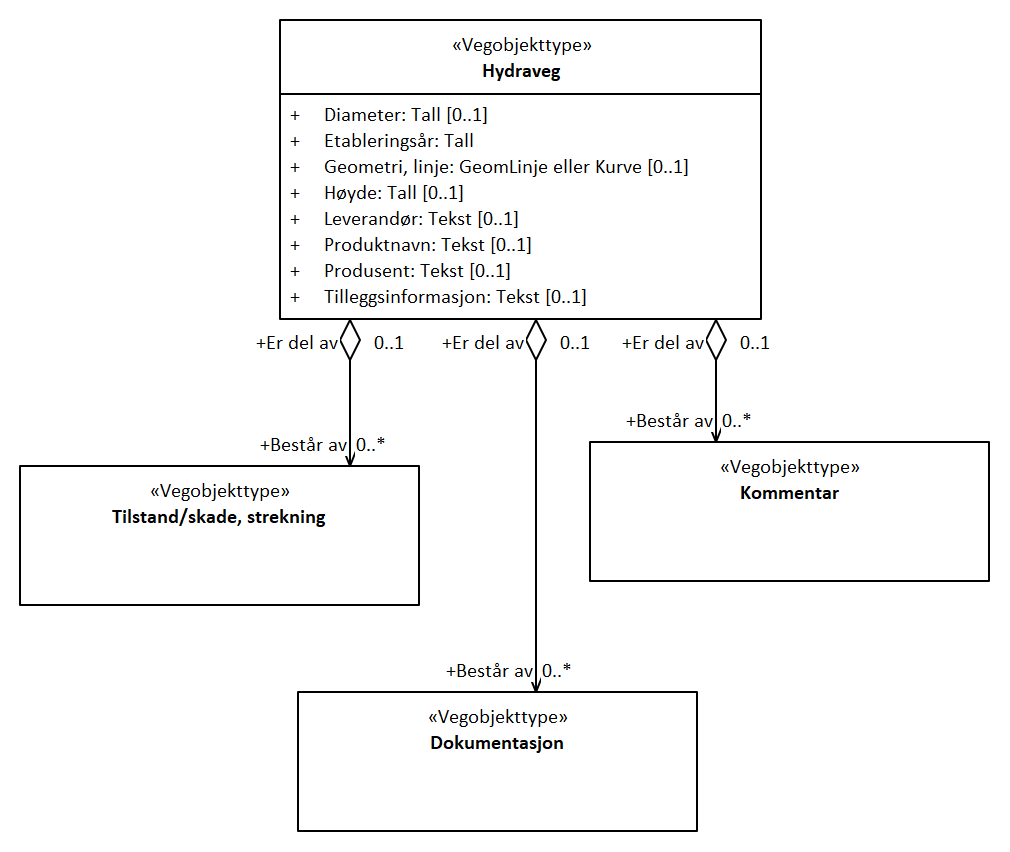 «Vegobjekttype»
Hydraveg
+ Diameter: Tall [0..1]
+ Etableringsår: Tall
+ Geometri, linje: GeomLinje eller Kurve [0..1]
+ Høyde: Tall [0..1]
+ Leverandør: Tekst [0..1]
+ Produktnavn: Tekst [0..1]
+ Produsent: Tekst [0..1]
+ Tilleggsinformasjon: Tekst [0..1]
+Er del av 0..1 +Er del av 0..1 +Er del av 0..1
+Består av 0..*
+Består av 0..*
«Vegobjekttype»
Kommentar
«Vegobjekttype»
Tilstand/skade, strekning
+Består av 0..*
«Vegobjekttype»
Dokumentasjon